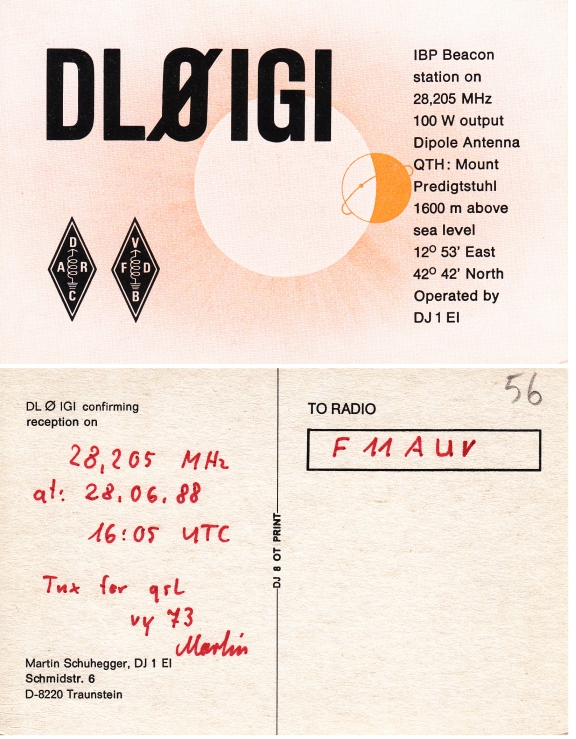 DLØIGI
D
A R
C
V
F D
B
IBP Beacon
station on
28,205 MHz
100 W output
Dipole Antenna
QTH: Mount
Predigtstuhl
1600 m above
sea level
12° 53' East
42° 42' North
Operated by
DJ 1 EI
DL Ø IGI confirming
reception on
28,205 MHz
at: 28.06.88
16:05 UTC
Tnx for qsl
vy 73
Martin
Martin Schuhegger, DJ 1 EI
Schmidstr. 6
D-8220 Traunstein
DJ 8 OT PRINT
56
TO RADIO
F 11 A UV